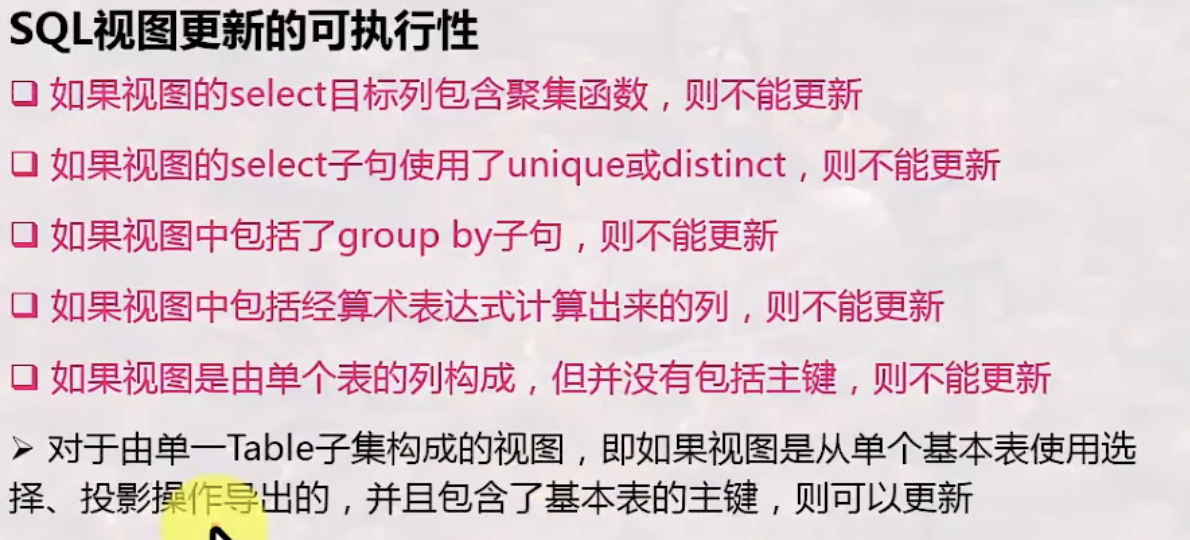 SQL视图更新的可执行性
❑ 如果视图的select目标列包含聚集函数，则不能更新
❑ 如果视图的select子句使用了unique或distinct，则不能更新
❑ 如果视图中包括了group by子句，则不能更新
❑ 如果视图中包括经算术表达式计算出来的列，则不能更新
❑ 如果视图是由单个表的列构成，但并没有包括主键，则不能更新
➢ 对于由单一Table子集构成的视图，即如果视图是从单个基本表使用选
择、投影操作导出的，并且包含了基本表的主键，则可以更新